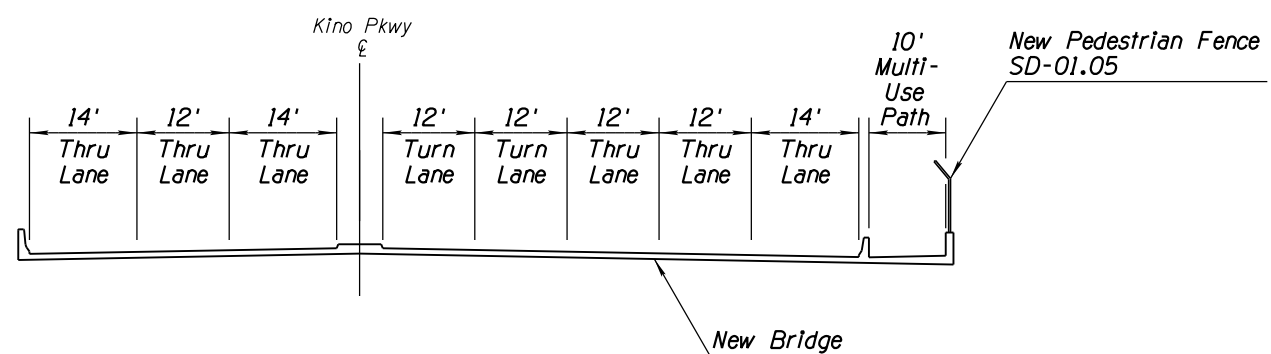 Kino Pkwy
℄
10'
Multi-
Use
Path
New Pedestrian Fence
SD-01.05
14'
Thru
Lane
12'
Thru
Lane
14'
Thru
Lane
12'
Turn
Lane
12'
Turn
Lane
12'
Thru
Lane
12'
Thru
Lane
14'
Thru
Lane
New Bridge